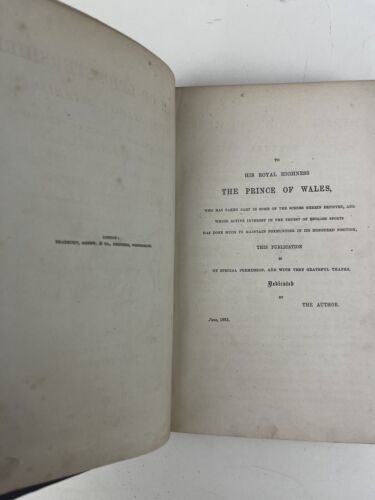 LONDON:
BRADBURY, AGNEW, & CO., PRINTERS, WHITEFRIARS.
TO
HIS ROYAL HIGHNESS
THE PRINCE OF WALES,
WHO HAS TAKEN PART IN SOME OF THE SCENES HEREIN DEPICTED, AND
WHOSE ACTIVE INTEREST IN THE TRUEST OF ENGLISH SPORTS
HAS DONE MUCH TO MAINTAIN FOXHUNTING IN ITS HONOURED POSITION,
THIS PUBLICATION
IS
BY SPECIAL PERMISSION, AND WITH VERY GRATEFUL THANKS,
Dedicated
BY
THE AUTHOR.
June, 1883.